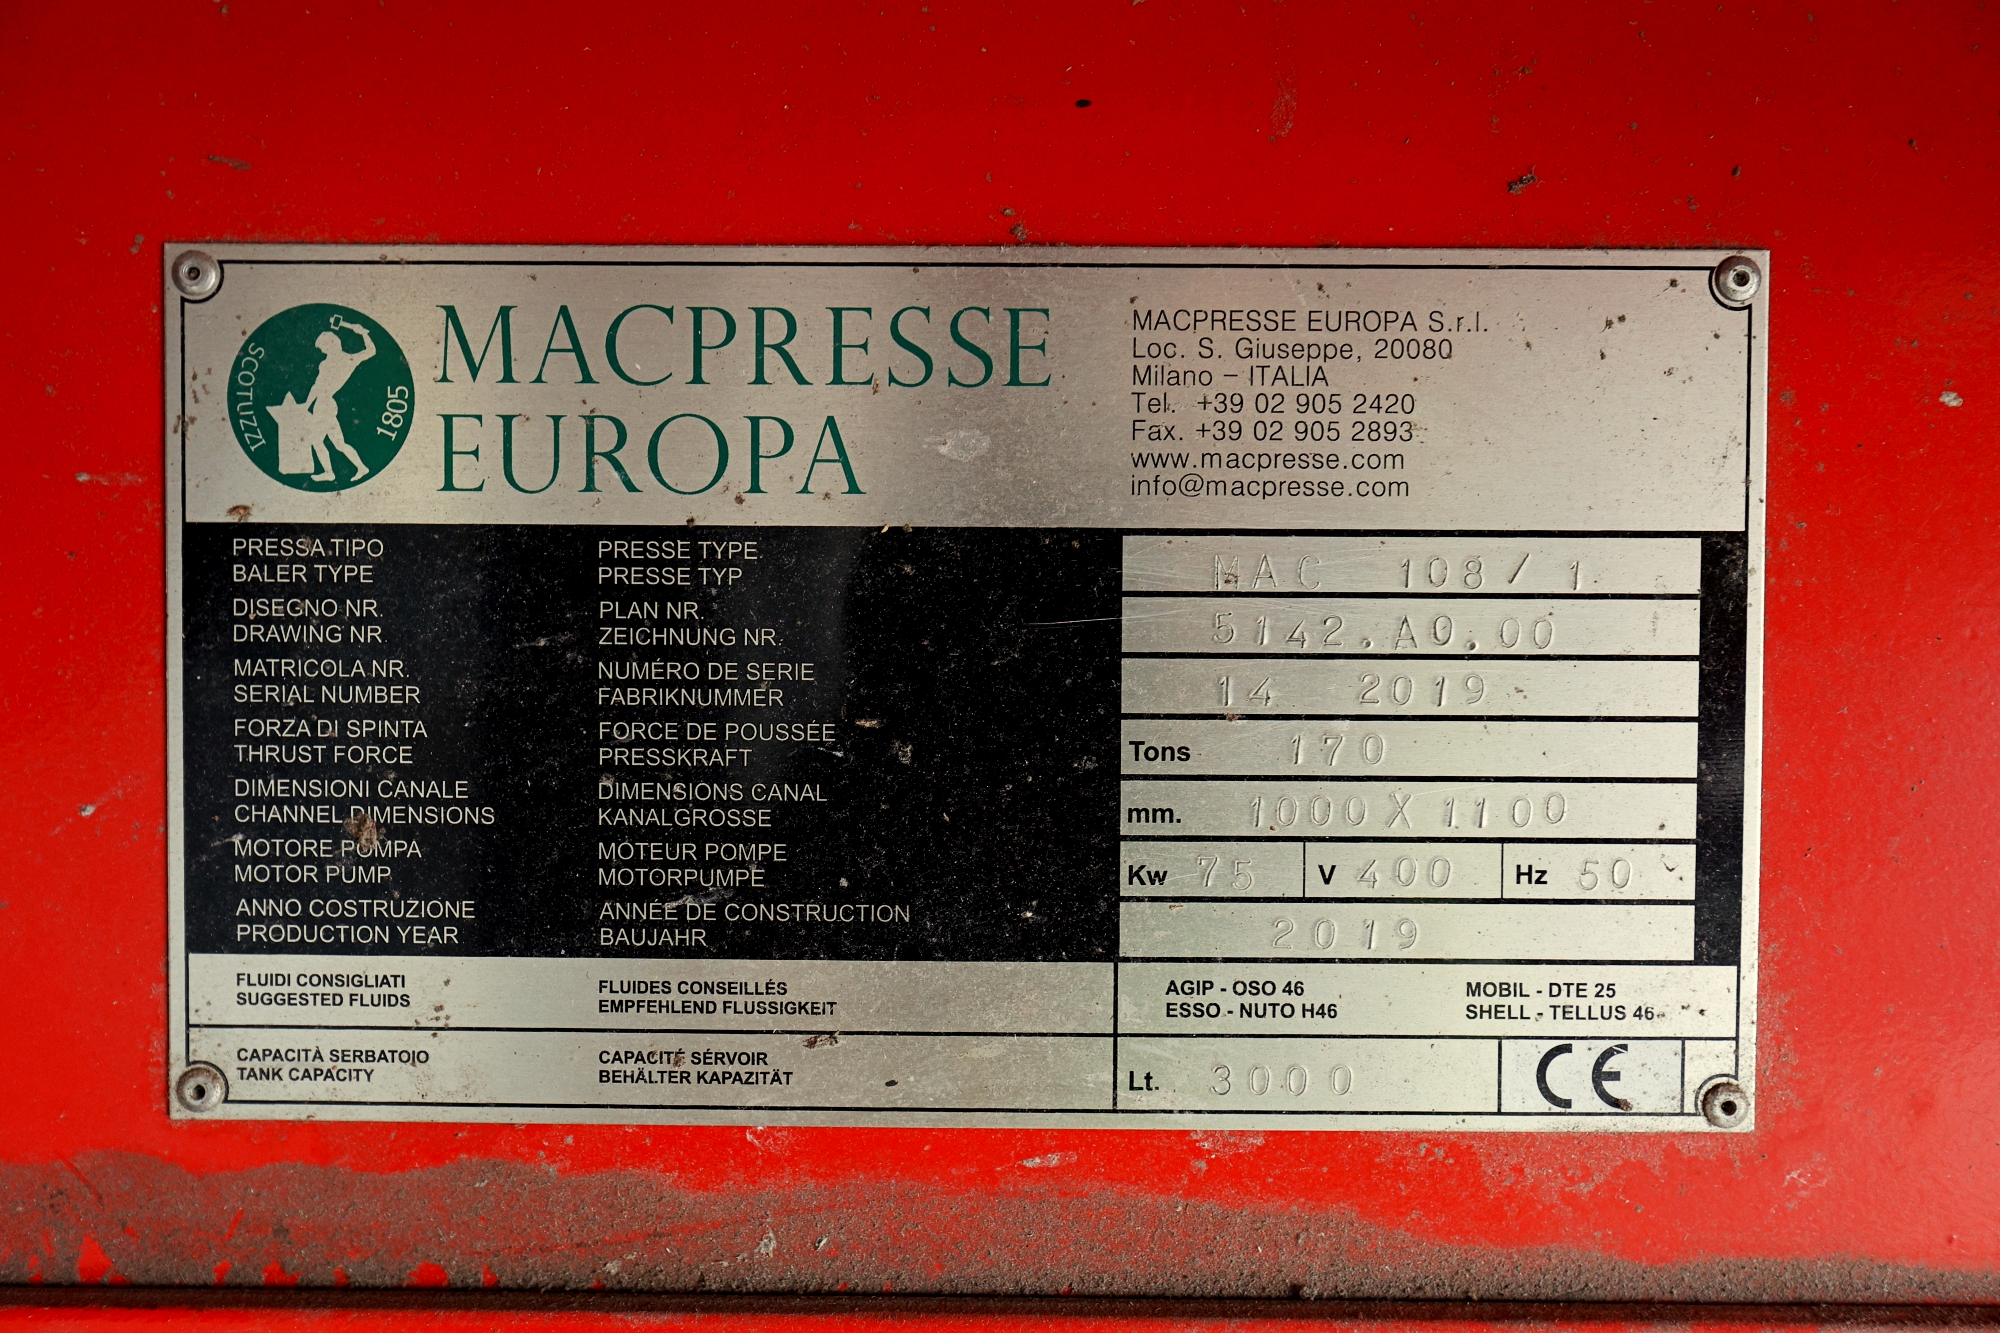 SCOTUZZI
1805
MACPRESSE
EUROPA
MACPRESSE EUROPA S.r.l.
Loc. S. Giuseppe, 20080
Milano – ITALIA
Tel. +39 02 905 2420
Fax. +39 02 905 2893
www.macpresse.com
info@macpresse.com
PRESSA TIPO PRESSE TYPE
BALER TYPE PRESSE TYP
MAC 108/1
DISEGNO NR. PLAN NR.
DRAWING NR. ZEICHNUNG NR.
5142.A0.00
MATRICOLA NR. NUMÉRO DE SERIE
SERIAL NUMBER FABRIKNUMMER
14 2019
FORZA DI SPINTA FORCE DE POUSSÉE
THRUST FORCE PRESSKRAFT
Tons 170
DIMENSIONI CANALE DIMENSIONS CANAL
CHANNEL DIMENSIONS KANALGROSSE
mm. 1000X1100
MOTORE POMPA MOTEUR POMPE
MOTOR PUMP MOTORPUMPE
Kw 75 V 400 Hz 50
ANNO COSTRUZIONE ANNÉE DE CONSTRUCTION
PRODUCTION YEAR BAUJAHR
2019
FLUIDI CONSIGLIATI FLUIDES CONSEILLÉS
SUGGESTED FLUIDS EMPFEHLEND FLUSSIGKEIT
AGIP - OSO 46 MOBIL - DTE 25
ESSO - NUTO H46 SHELL - TELLUS 46
CAPACITÀ SERBATOIO CAPACITÉ SÉRVOIR
TANK CAPACITY BEHÄLTER KAPAZITÄT
Lt. 3000 CE